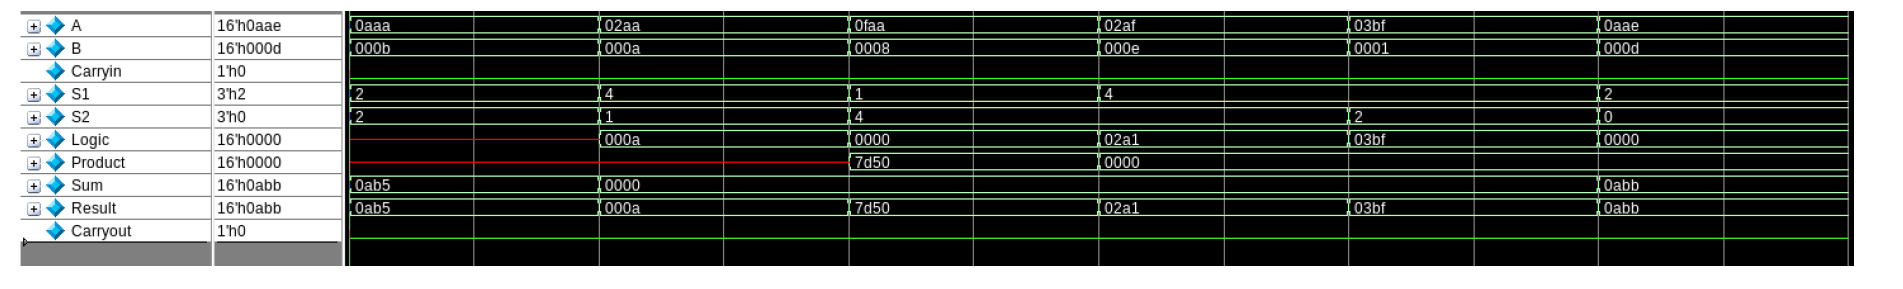 A 16'h0aae 0aaa 02aa 0faa 02af 03bf 0aae
B 16'h000d 000b 000a 0008 000e 0001 000d
Carryin 1'h0
S1 3'h2 2 4 1 4 2
S2 3'h0 2 1 4 2 0
Logic 16'h0000 000a 0000 02a1 03bf 0000
Product 16'h0000 7d50 0000
Sum 16'h0abb 0ab5 0000 0abb
Result 16'h0abb 0ab5 000a 7d50 02a1 03bf 0abb
Carryout 1'h0